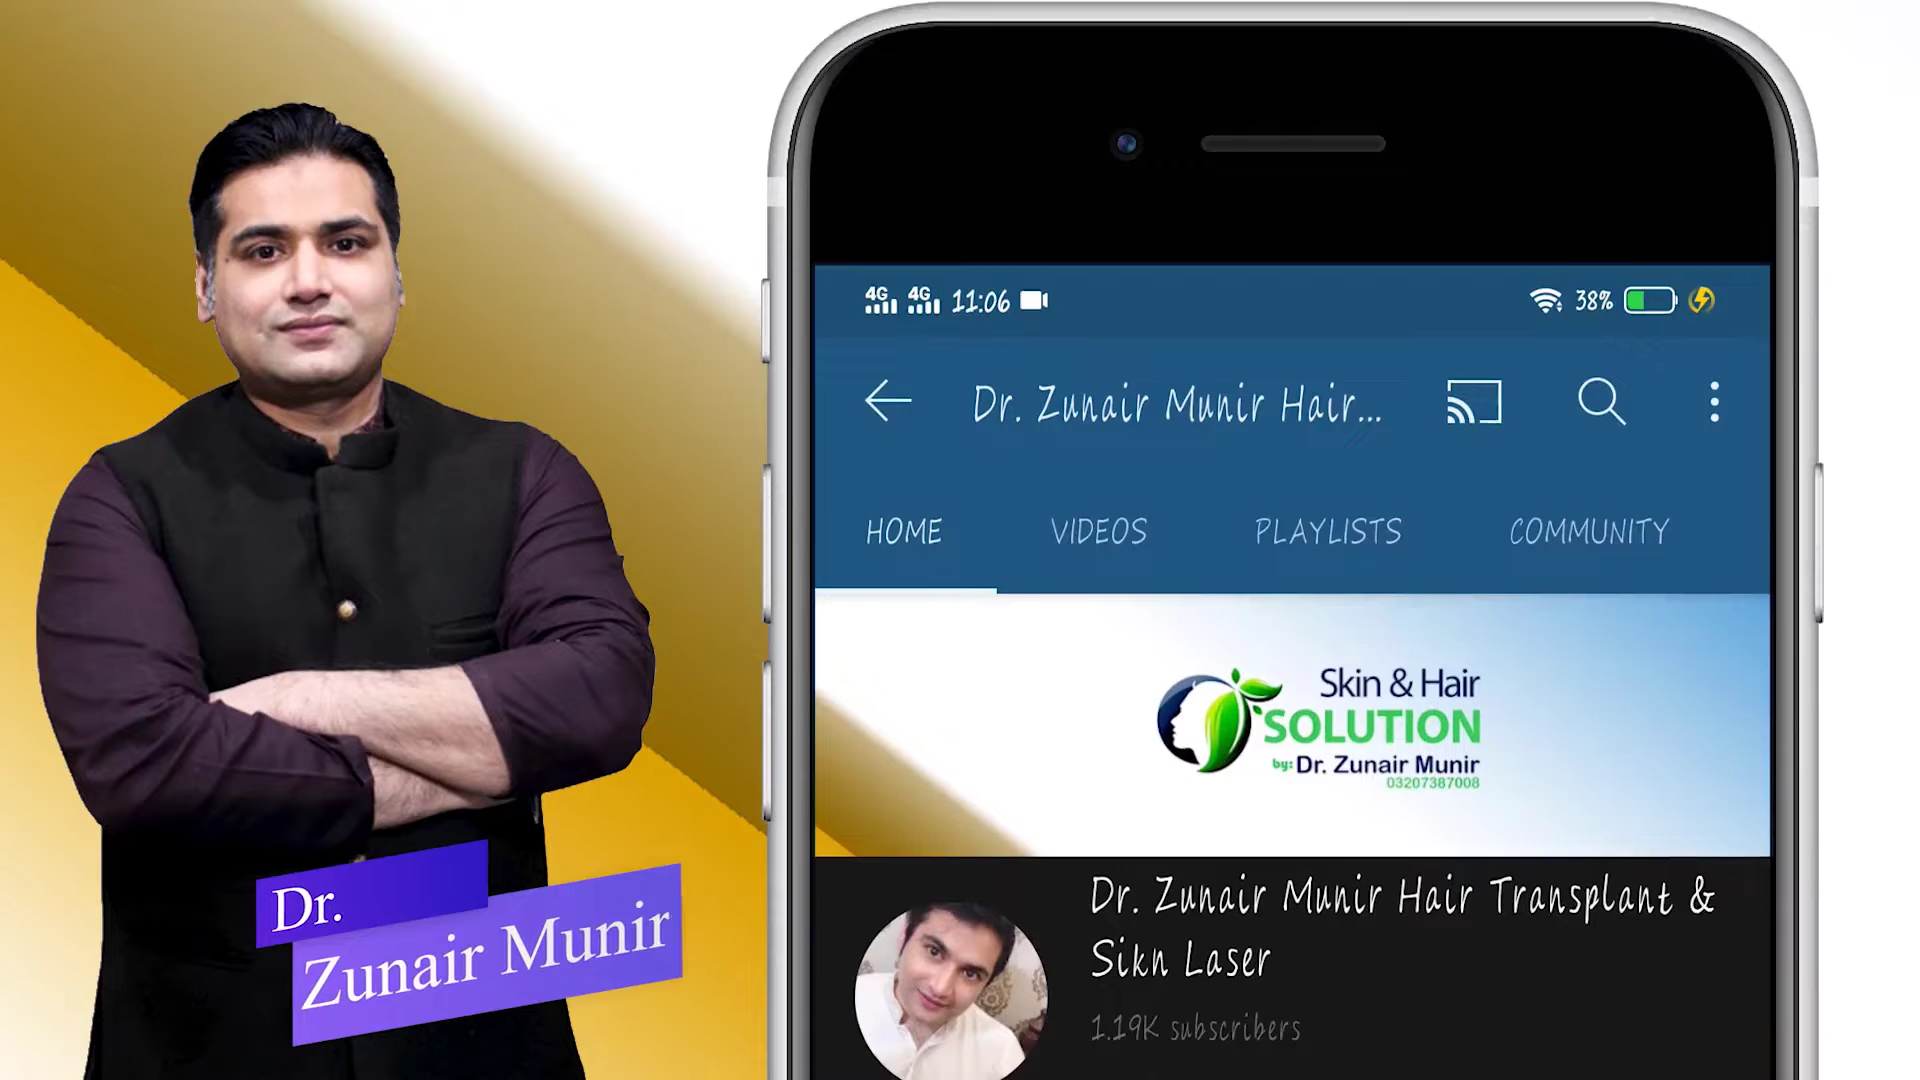 Dr.
Zunair Munir
4G 4G 11:06 38%
Dr. Zunair Munir Hair...
HOME VIDEOS PLAYLISTS COMMUNITY
Skin & Hair
SOLUTION
by: Dr. Zunair Munir
03207387008
Dr. Zunair Munir Hair Transplant &
Sikn Laser
1.19K subscribers